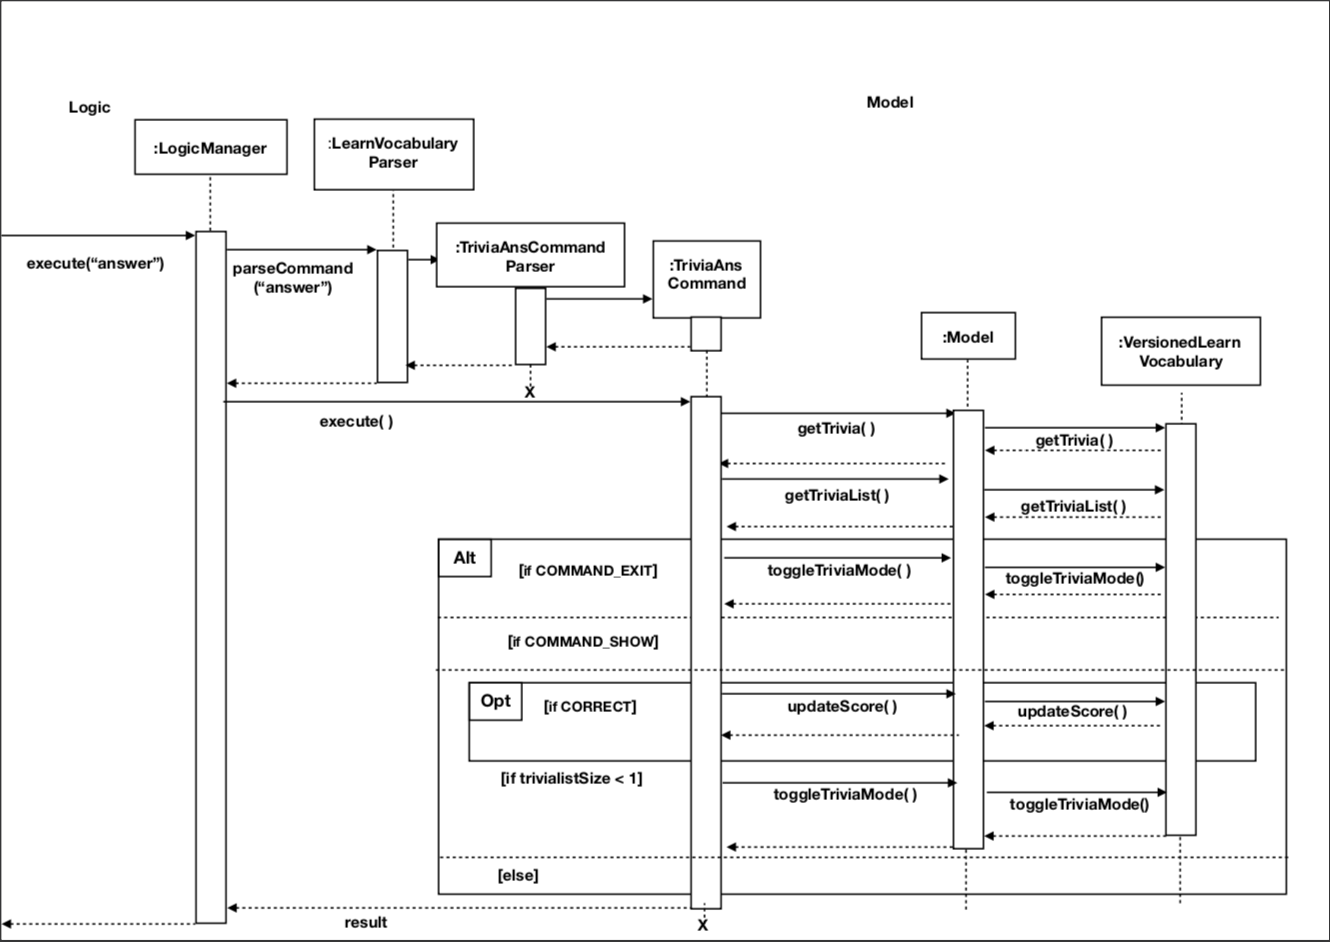 Logic
Model
:LogicManager
:LearnVocabulary
Parser
:TriviaAnsCommand
Parser
:TriviaAns
Command
:Model
:VersionedLearn
Vocabulary
execute(“answer”)
parseCommand
(“answer”)
X
execute( )
getTrivia( )
getTrivia( )
getTriviaList( )
getTriviaList( )
Alt
[if COMMAND_EXIT]
toggleTriviaMode( )
toggleTriviaMode()
[if COMMAND_SHOW]
Opt
[if CORRECT]
updateScore( )
updateScore( )
[if trivialistSize < 1]
toggleTriviaMode( )
toggleTriviaMode()
[else]
result
X